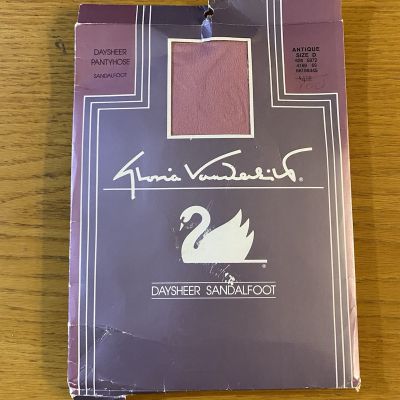 DAYSHEER
PANTYHOSE
SANDALFOOT
ANTIQUE
SIZE D
Gloria Vanderbilt®
®
DAYSHEER SANDALFOOT